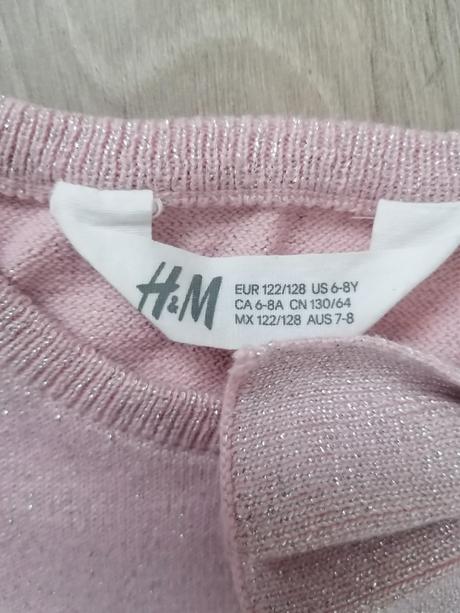 H&M
EUR 122/128 US 6-8Y
CA 6-8A CN 130/64
MX 122/128 AUS 7-8